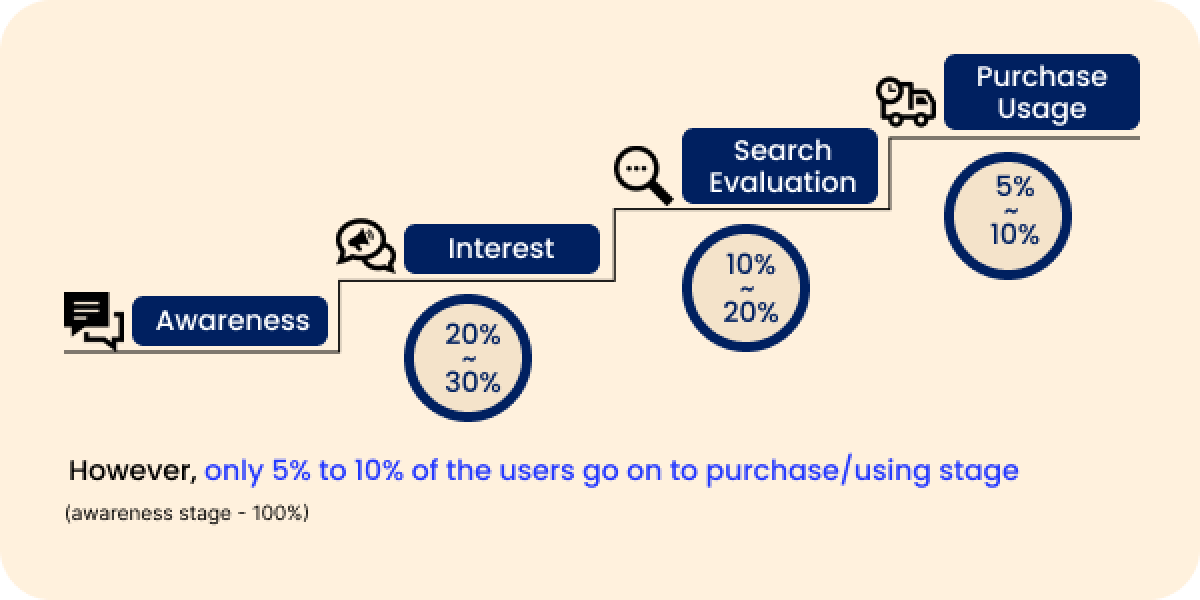 Awareness
Interest
20%
~
30%
Search
Evaluation
10%
~
20%
Purchase
Usage
5%
~
10%
However, only 5% to 10% of the users go on to purchase/using stage
(awareness stage - 100%)